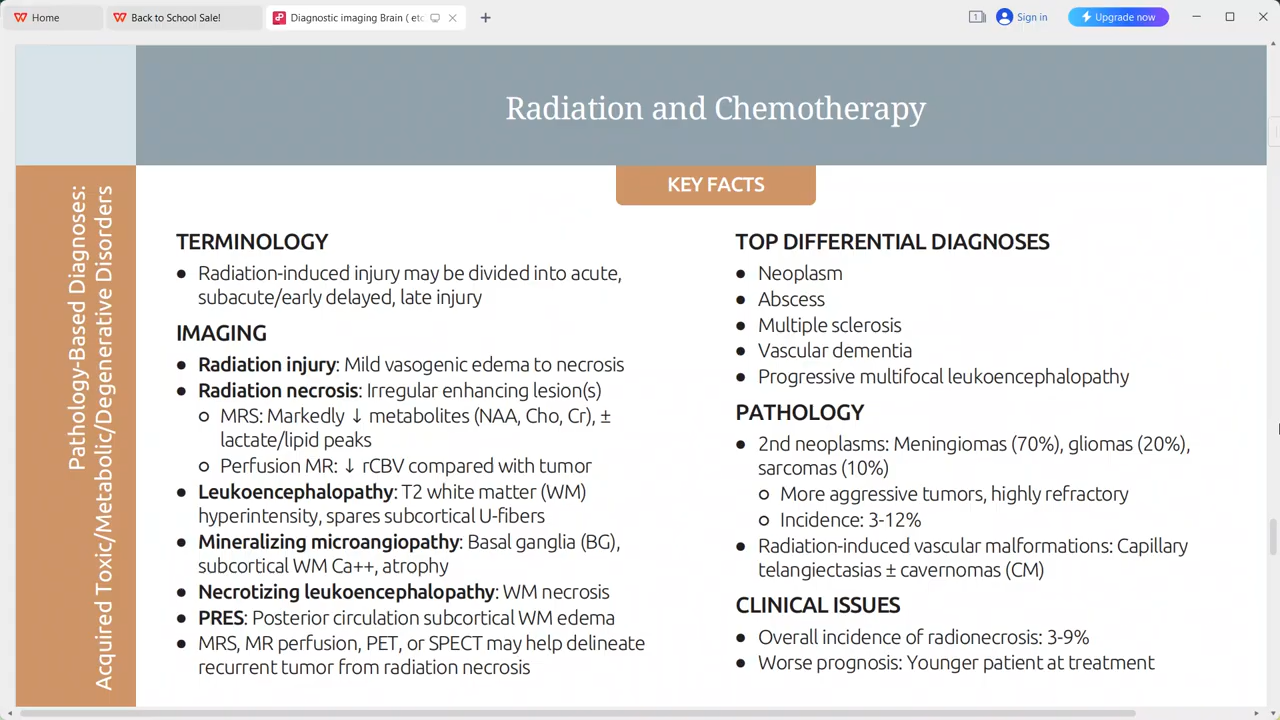 Home
Back to School Sale!
Diagnostic imaging Brain ( etc
1
Sign in
Upgrade now
Radiation and Chemotherapy
KEY FACTS
Pathology-Based Diagnoses:
Acquired Toxic/Metabolic/Degenerative Disorders
TERMINOLOGY
● Radiation-induced injury may be divided into acute,
subacute/early delayed, late injury
IMAGING
● Radiation injury: Mild vasogenic edema to necrosis
● Radiation necrosis: Irregular enhancing lesion(s)
○ MRS: Markedly ↓ metabolites (NAA, Cho, Cr), ±
lactate/lipid peaks
○ Perfusion MR: ↓ rCBV compared with tumor
● Leukoencephalopathy: T2 white matter (WM)
hyperintensity, spares subcortical U-fibers
● Mineralizing microangiopathy: Basal ganglia (BG),
subcortical WM Ca++, atrophy
● Necrotizing leukoencephalopathy: WM necrosis
● PRES: Posterior circulation subcortical WM edema
● MRS, MR perfusion, PET, or SPECT may help delineate
recurrent tumor from radiation necrosis
TOP DIFFERENTIAL DIAGNOSES
● Neoplasm
● Abscess
● Multiple sclerosis
● Vascular dementia
● Progressive multifocal leukoencephalopathy
PATHOLOGY
● 2nd neoplasms: Meningiomas (70%), gliomas (20%),
sarcomas (10%)
○ More aggressive tumors, highly refractory
○ Incidence: 3-12%
● Radiation-induced vascular malformations: Capillary
telangiectasias ± cavernomas (CM)
CLINICAL ISSUES
● Overall incidence of radionecrosis: 3-9%
● Worse prognosis: Younger patient at treatment